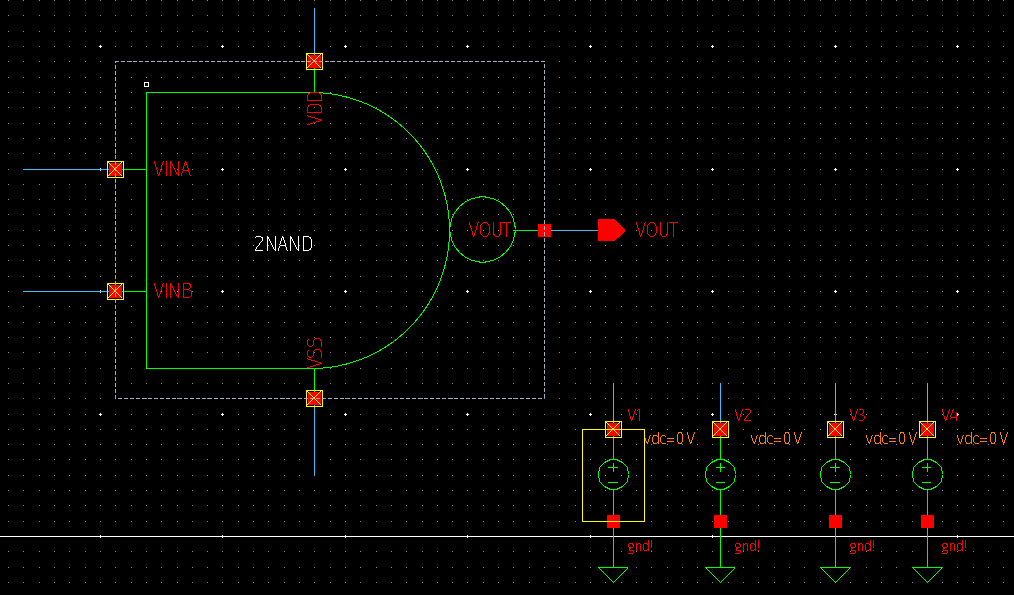 VDD
VINA
2NAND
VOUT
VOUT
VINB
VSS
V1
vdc=0 V
V2
vdc=0 V
V3
vdc=0 V
V4
vdc=0 V
gnd!
gnd!
gnd!
gnd!